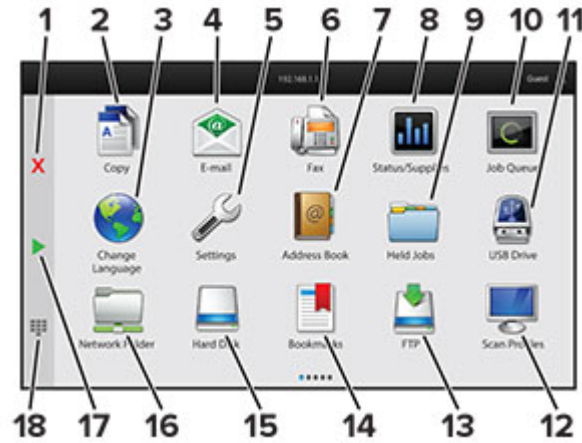 1 2 3 4 5 6 7 8 9 10 11
192.168.1.1
Guest
X
Copy E-mail Fax Status/Supplies Job Queue
Change
Language
Settings Address Book Held Jobs USB Drive
Network Folder Hard Disk Bookmarks FTP Scan Profiles
18 17 16 15 14 13 12